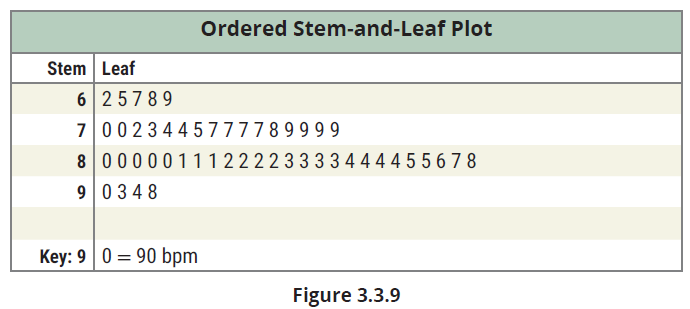 Ordered Stem-and-Leaf Plot
Stem Leaf
6 2 5 7 8 9
7 0 0 2 3 4 4 5 7 7 7 7 8 9 9 9 9
8 0 0 0 0 0 1 1 1 2 2 2 2 3 3 3 3 4 4 4 4 5 5 6 7 8
9 0 3 4 8
Key: 9 0 = 90 bpm
Figure 3.3.9